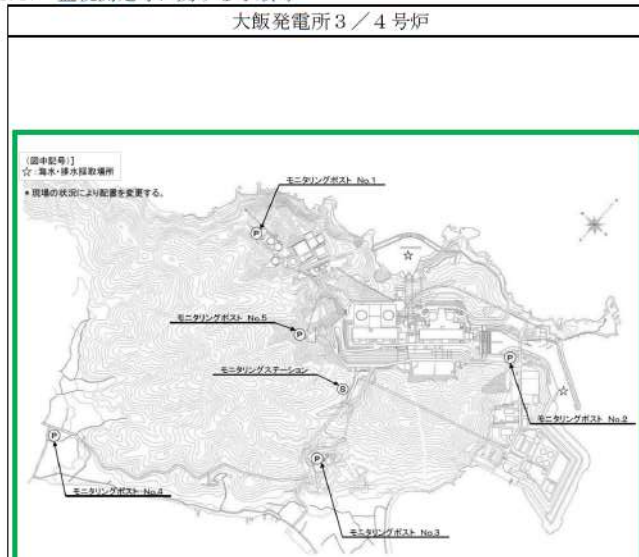 大飯発電所３／４号炉
（図中記号）】
☆：海水・排水採取場所
＊現場の状況により配置を変更する。
モニタリングポスト No.1
P
☆
モニタリングポスト No.5
P
P
モニタリングステーション
S
☆
モニタリングポスト No.2
P
P
モニタリングポスト No.4
モニタリングポスト No.3